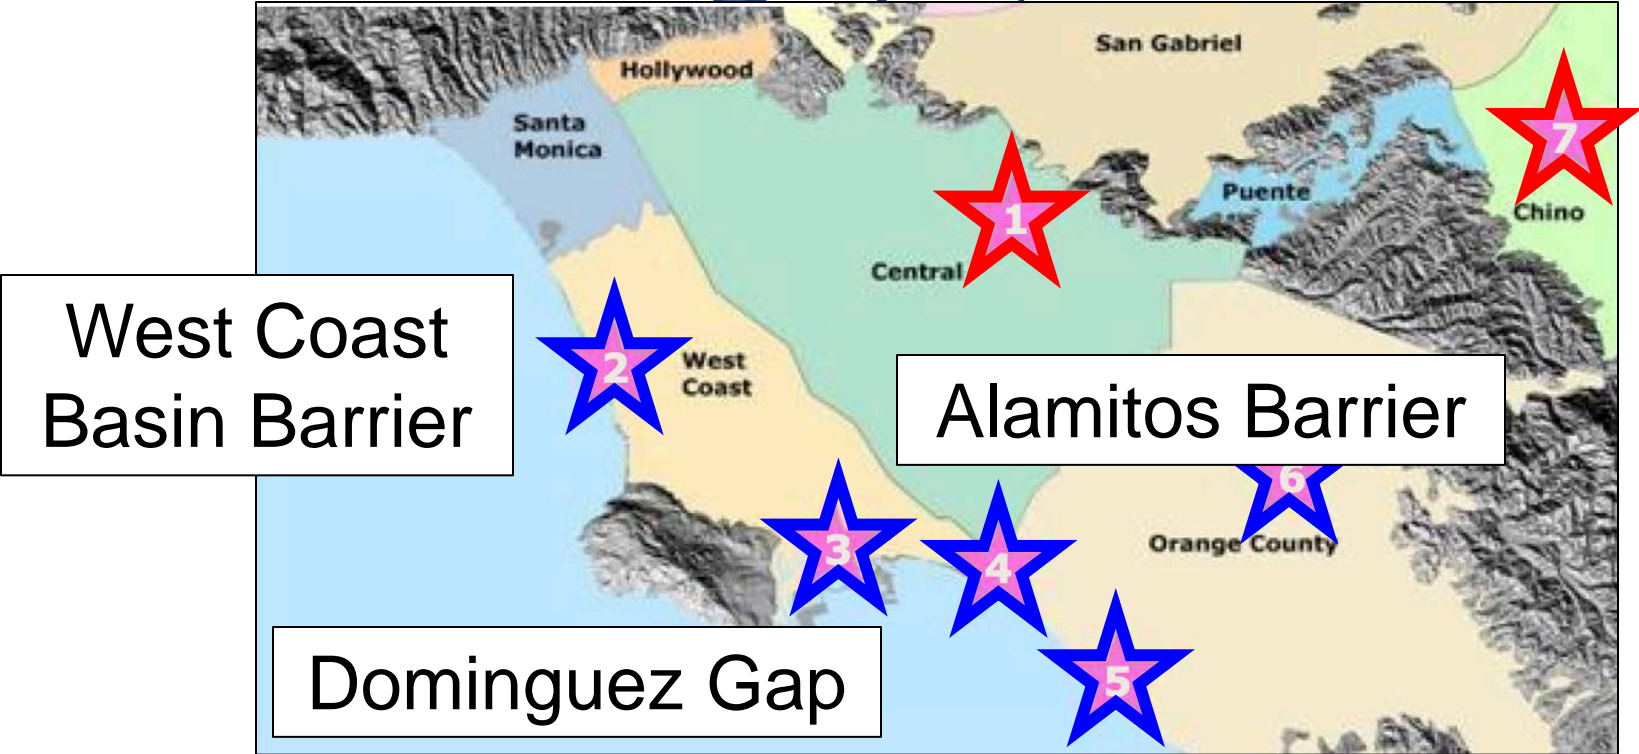 San Gabriel
Hollywood
Santa
Monica
7
Puente
Chino
1
Central
West Coast
Basin Barrier
2
West
Coast
Alamitos Barrier
6
3
Orange County
4
Dominguez Gap
5